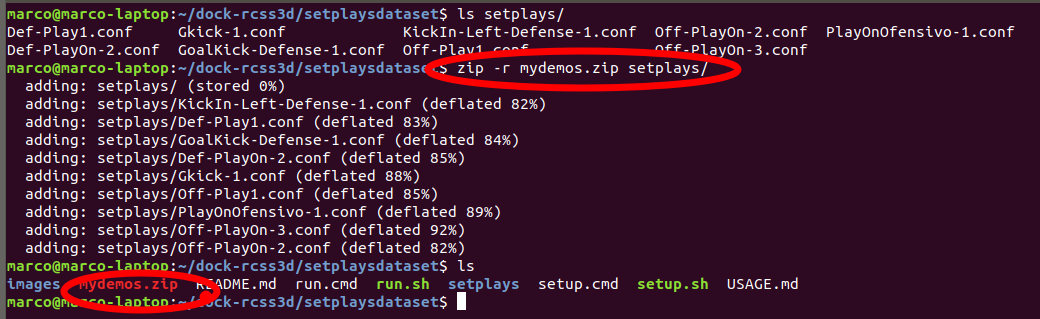 marco@marco-laptop:~/dock-rcss3d/setplaysdataset$ ls setplays/
Def-Play1.conf Gkick-1.conf KickIn-Left-Defense-1.conf Off-PlayOn-2.conf PlayOnOfensivo-1.conf
Def-PlayOn-2.conf GoalKick-Defense-1.conf Off-Play1.conf Off-PlayOn-3.conf
marco@marco-laptop:~/dock-rcss3d/setplaysdataset$ zip -r mydemos.zip setplays/
adding: setplays/ (stored 0%)
adding: setplays/KickIn-Left-Defense-1.conf (deflated 82%)
adding: setplays/Def-Play1.conf (deflated 83%)
adding: setplays/GoalKick-Defense-1.conf (deflated 84%)
adding: setplays/Def-PlayOn-2.conf (deflated 85%)
adding: setplays/Gkick-1.conf (deflated 88%)
adding: setplays/Off-Play1.conf (deflated 85%)
adding: setplays/PlayOnOfensivo-1.conf (deflated 89%)
adding: setplays/Off-PlayOn-3.conf (deflated 92%)
adding: setplays/Off-PlayOn-2.conf (deflated 82%)
marco@marco-laptop:~/dock-rcss3d/setplaysdataset$ ls
images mydemos.zip README.md run.cmd run.sh setplays setup.cmd setup.sh USAGE.md
marco@marco-laptop:~/dock-rcss3d/setplaysdataset$